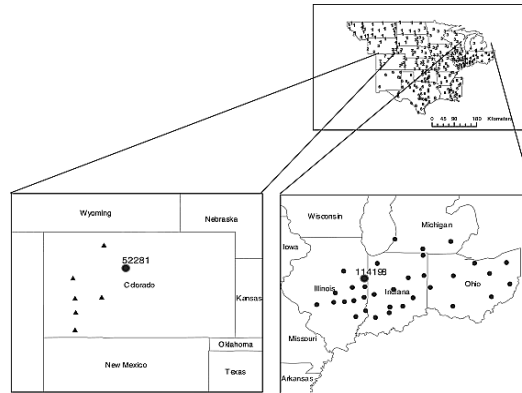 0 45 90 180 Kilometers
Wyoming
Nebraska
52281
Colorado
Kansas
Oklahoma
New Mexico
Texas
Wisconsin
Michigan
Iowa
114198
Illinois
Indiana
Ohio
Missouri
Arkansas